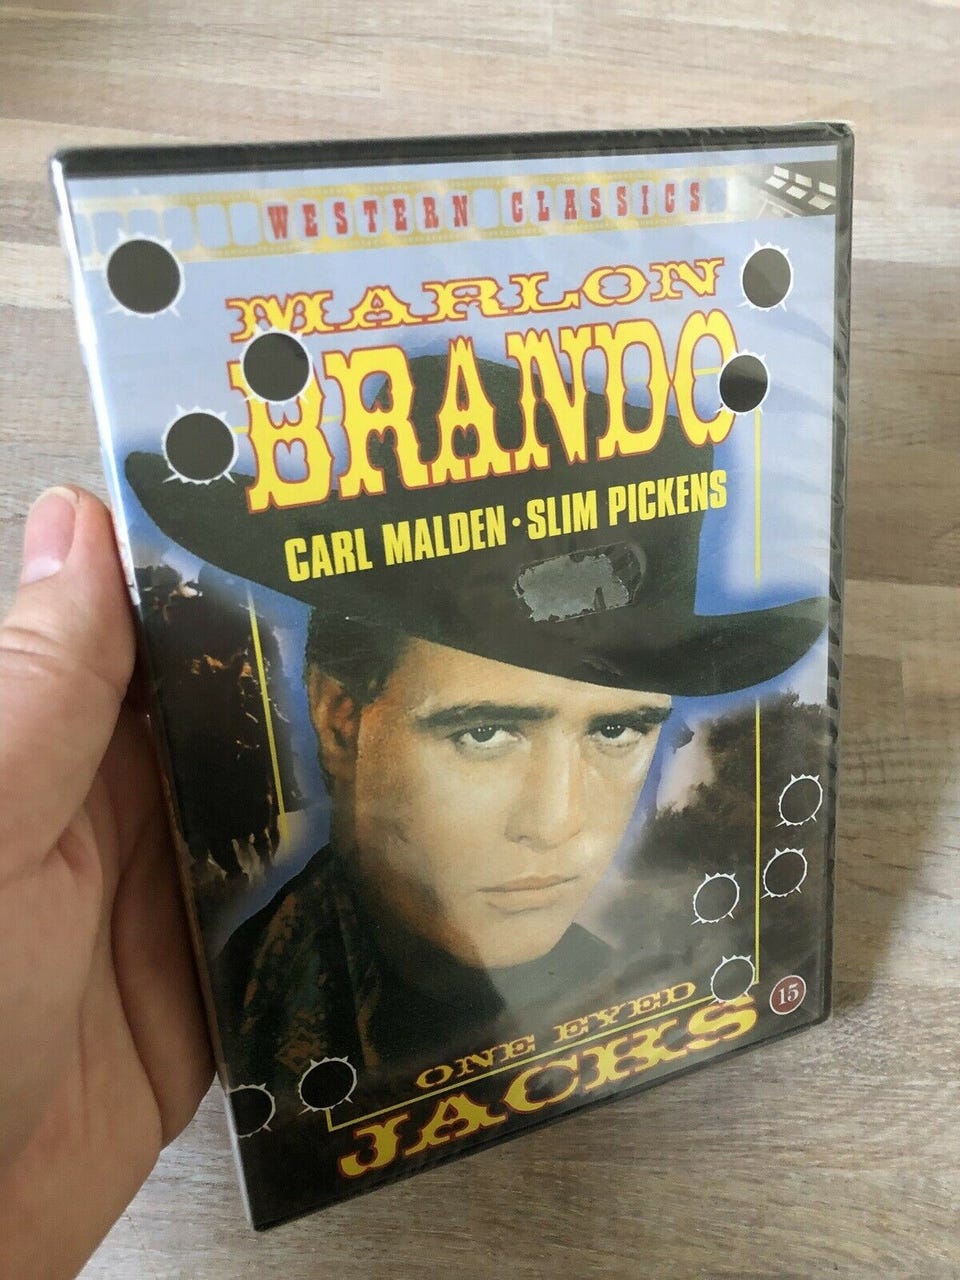 WESTERN CLASSICS
MARLON
BRANDO
CARL MALDEN · SLIM PICKENS
ONE EYED
JACKS
15